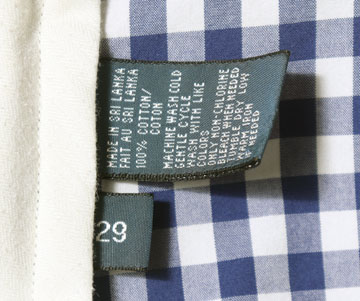 MADE IN SRI LANKA
FAIT AU SRI LANKA
100% COTTON/
COTON
MACHINE WASH COLD
GENTLE CYCLE
WASH WITH LIKE
COLORS
ONLY NON-CHLORINE
BLEACH WHEN NEEDED
TUMBLE DRY LOW
WARM IRON
IF NEEDED
29